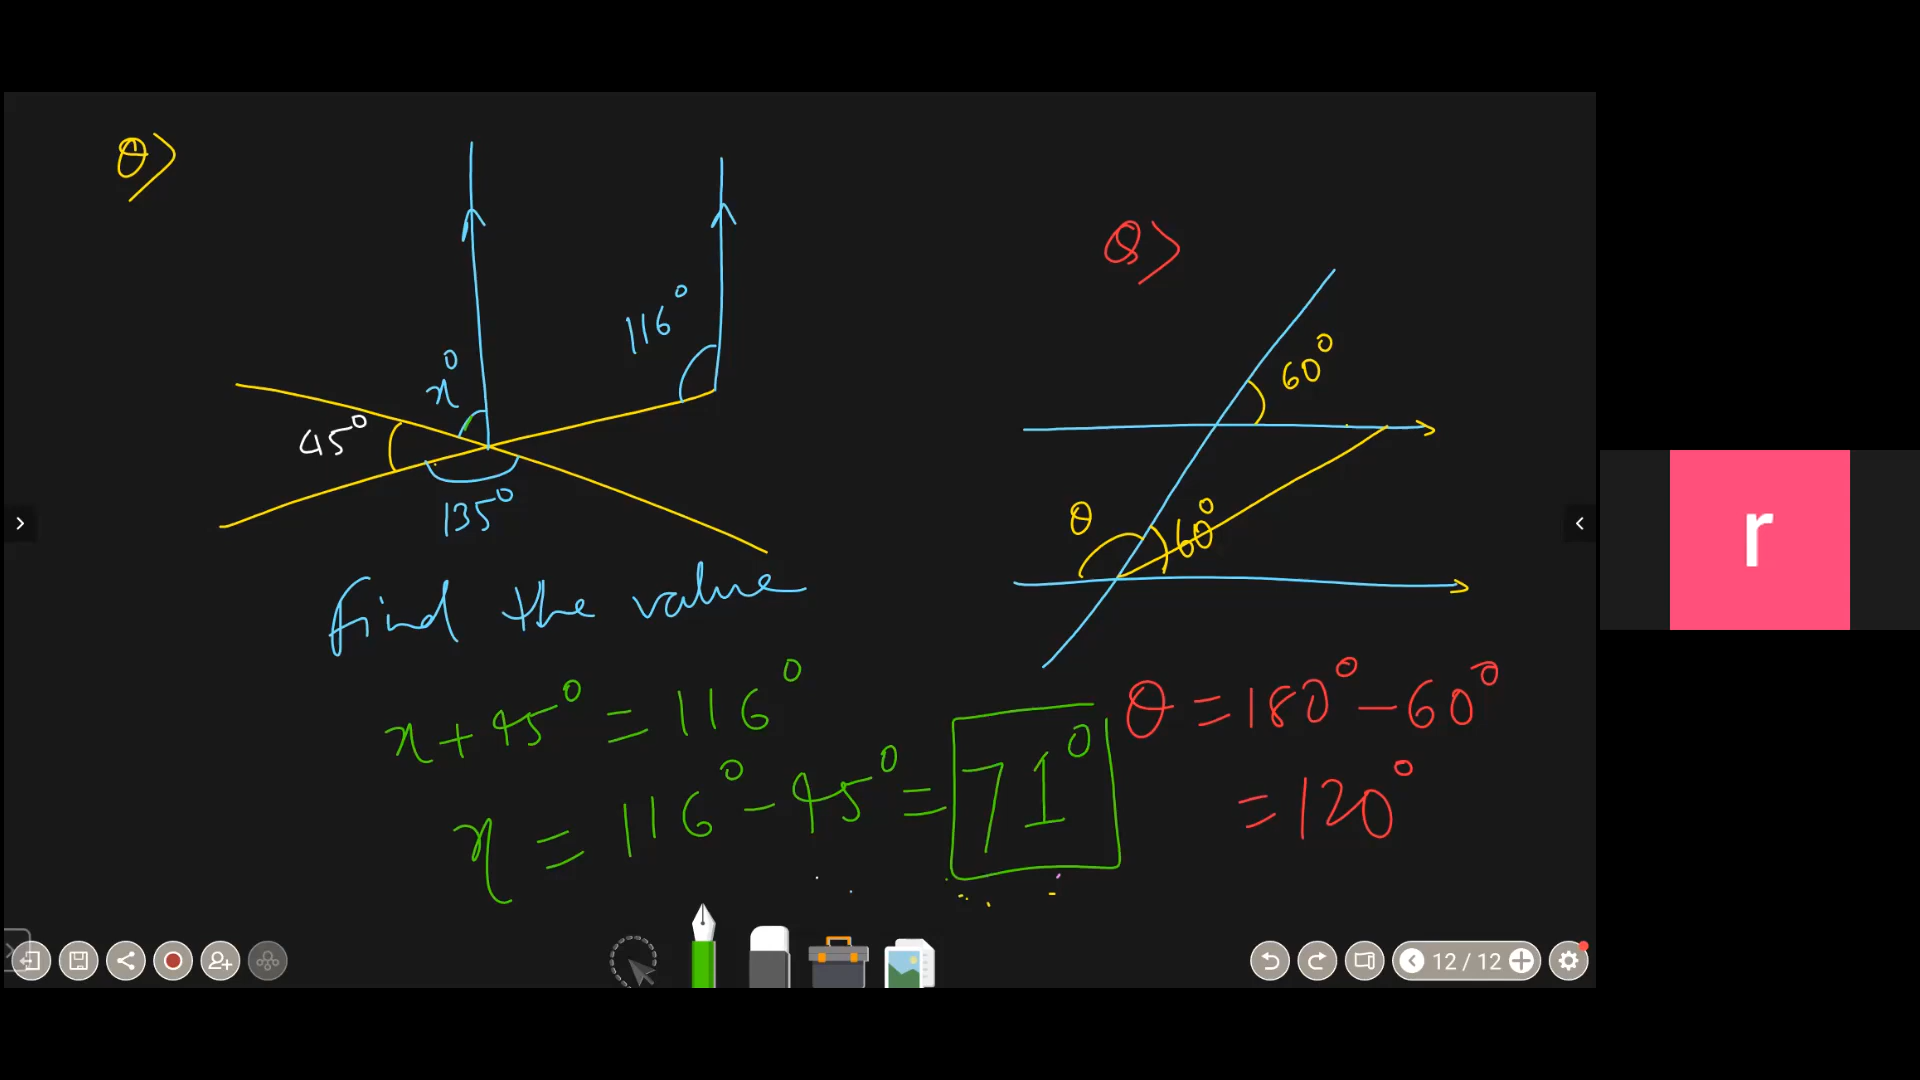 Q>
x°
116°
45°
135°
find the value
x + 45° = 116°
x = 116° - 45° = 71°
Q>
60°
θ
60°
θ = 180° - 60°
= 120°
r
12 / 12